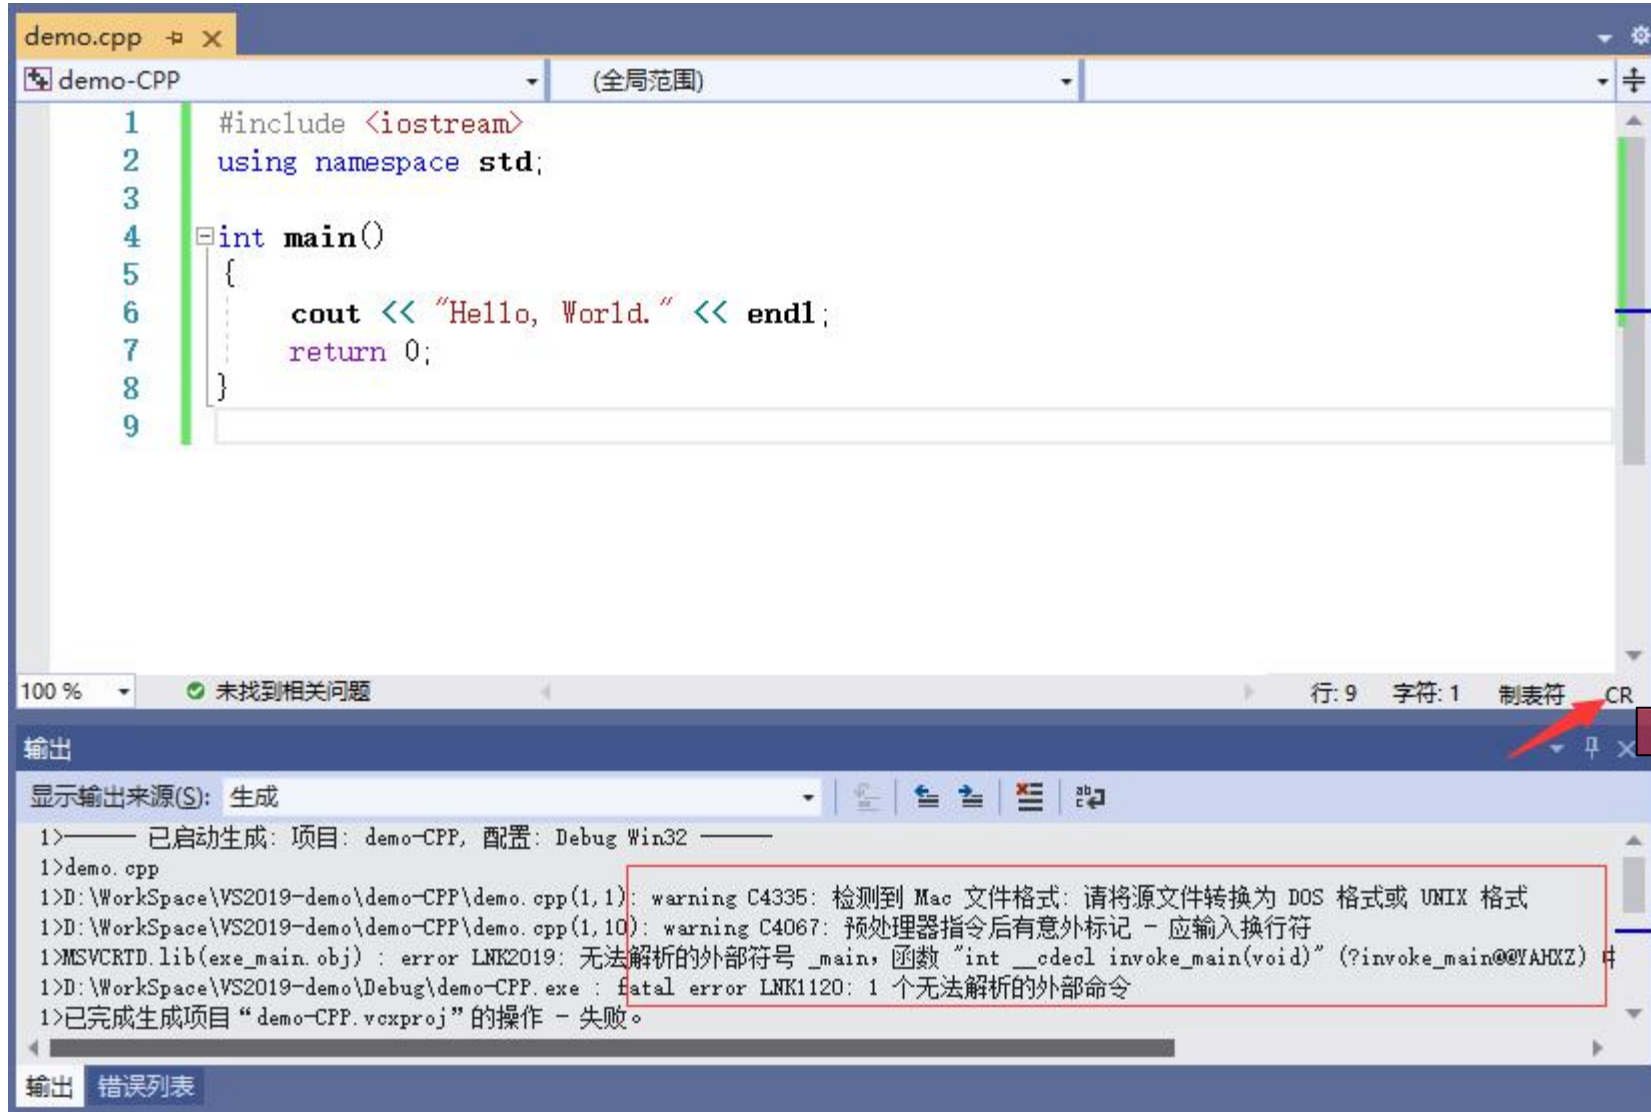 demo.cpp
demo-CPP (全局范围)
1 #include <iostream>
2 using namespace std;
3
4 int main()
5 {
6 cout << "Hello, World." << endl;
7 return 0;
8 }
9
100 % 未找到相关问题 行: 9 字符: 1 制表符 CR
输出
显示输出来源(S): 生成
1>—— 已启动生成: 项目: demo-CPP, 配置: Debug Win32 ——
1>demo.cpp
1>D:\WorkSpace\VS2019-demo\demo-CPP\demo.cpp(1,1): warning C4335: 检测到 Mac 文件格式: 请将源文件转换为 DOS 格式或 UNIX 格式
1>D:\WorkSpace\VS2019-demo\demo-CPP\demo.cpp(1,10): warning C4067: 预处理器指令后有意外标记 - 应输入换行符
1>MSVCRTD.lib(exe_main.obj) : error LNK2019: 无法解析的外部符号 _main，函数 "int __cdecl invoke_main(void)" (?invoke_main@@YAHXZ)
1>D:\WorkSpace\VS2019-demo\Debug\demo-CPP.exe : fatal error LNK1120: 1 个无法解析的外部命令
1>已完成生成项目“demo-CPP.vcxproj”的操作 - 失败。
输出 错误列表